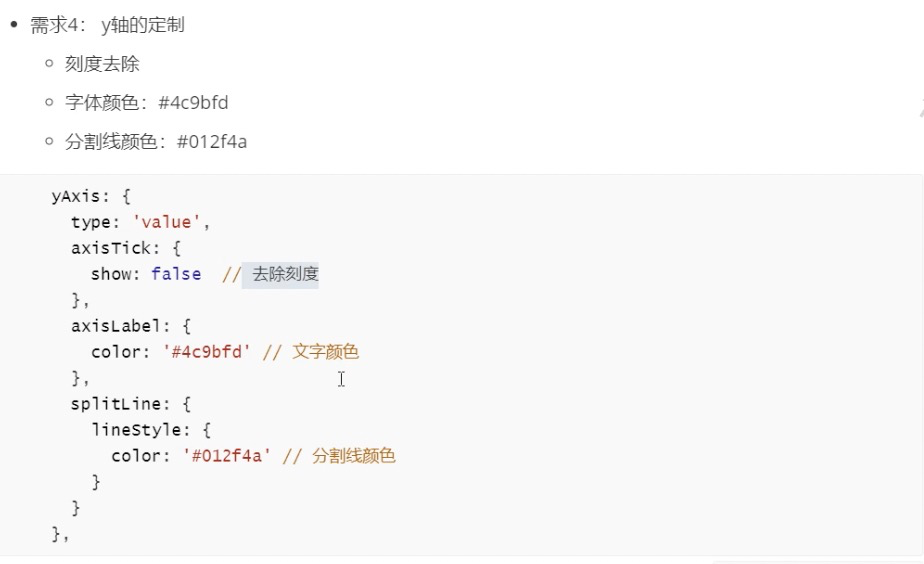 需求4： y轴的定制
刻度去除
字体颜色：#4c9bfd
分割线颜色：#012f4a
yAxis: {
type: 'value',
axisTick: {
show: false // 去除刻度
},
axisLabel: {
color: '#4c9bfd' // 文字颜色
},
splitLine: {
lineStyle: {
color: '#012f4a' // 分割线颜色
}
}
},